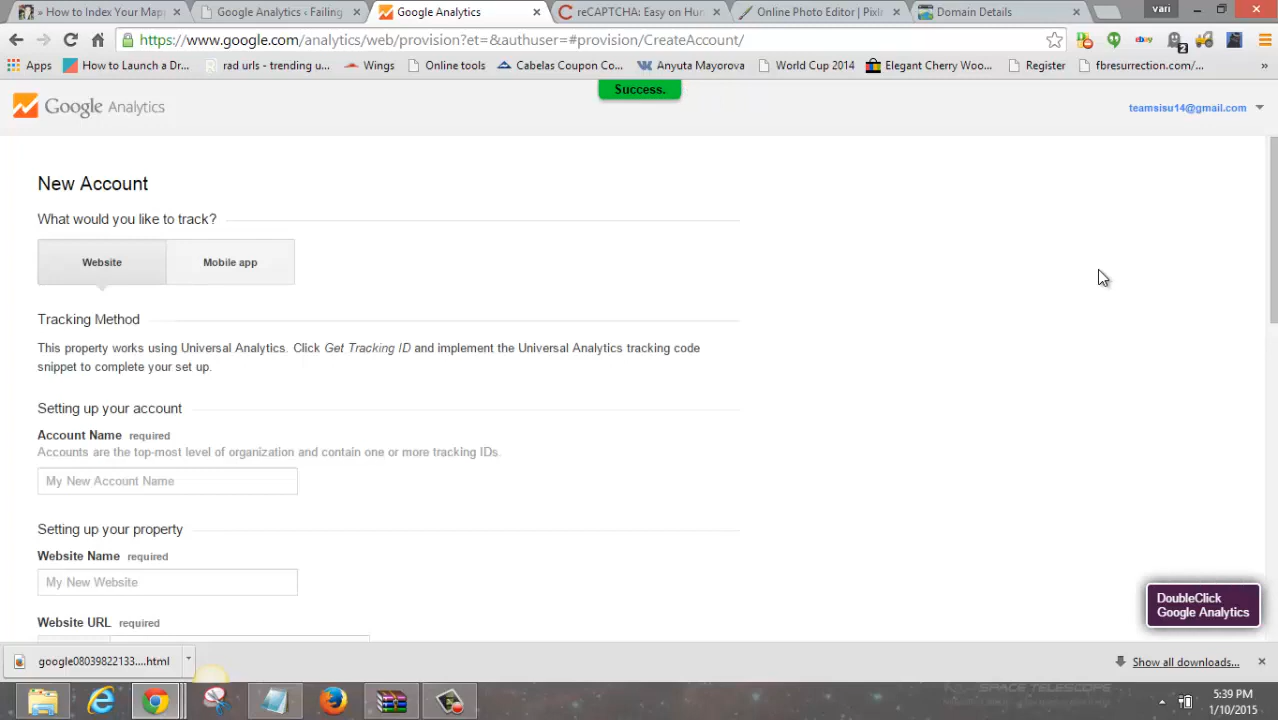 » How to Index Your Map
Google Analytics ‹ Failing
Google Analytics
reCAPTCHA: Easy on Hum
Online Photo Editor | Pixl
Domain Details
vari
https://www.google.com/analytics/web/provision?et=&authuser=#provision/CreateAccount/
2
Apps
How to Launch a Dr...
rad urls - trending u...
Wings
Online tools
Cabelas Coupon Co...
Anyuta Mayorova
World Cup 2014
Elegant Cherry Woo...
Register
fbresurrection.com/...
»
Success.
Google Analytics
teamsisu14@gmail.com
New Account
What would you like to track?
Website
Mobile app
Tracking Method
This property works using Universal Analytics. Click Get Tracking ID and implement the Universal Analytics tracking code
snippet to complete your set up.
Setting up your account
Account Name required
Accounts are the top-most level of organization and contain one or more tracking IDs.
My New Account Name
Setting up your property
Website Name required
My New Website
Website URL required
DoubleClick
Google Analytics
google08039822133....html
Show all downloads...
SPACE TELESCOPE
5:39 PM
1/10/2015